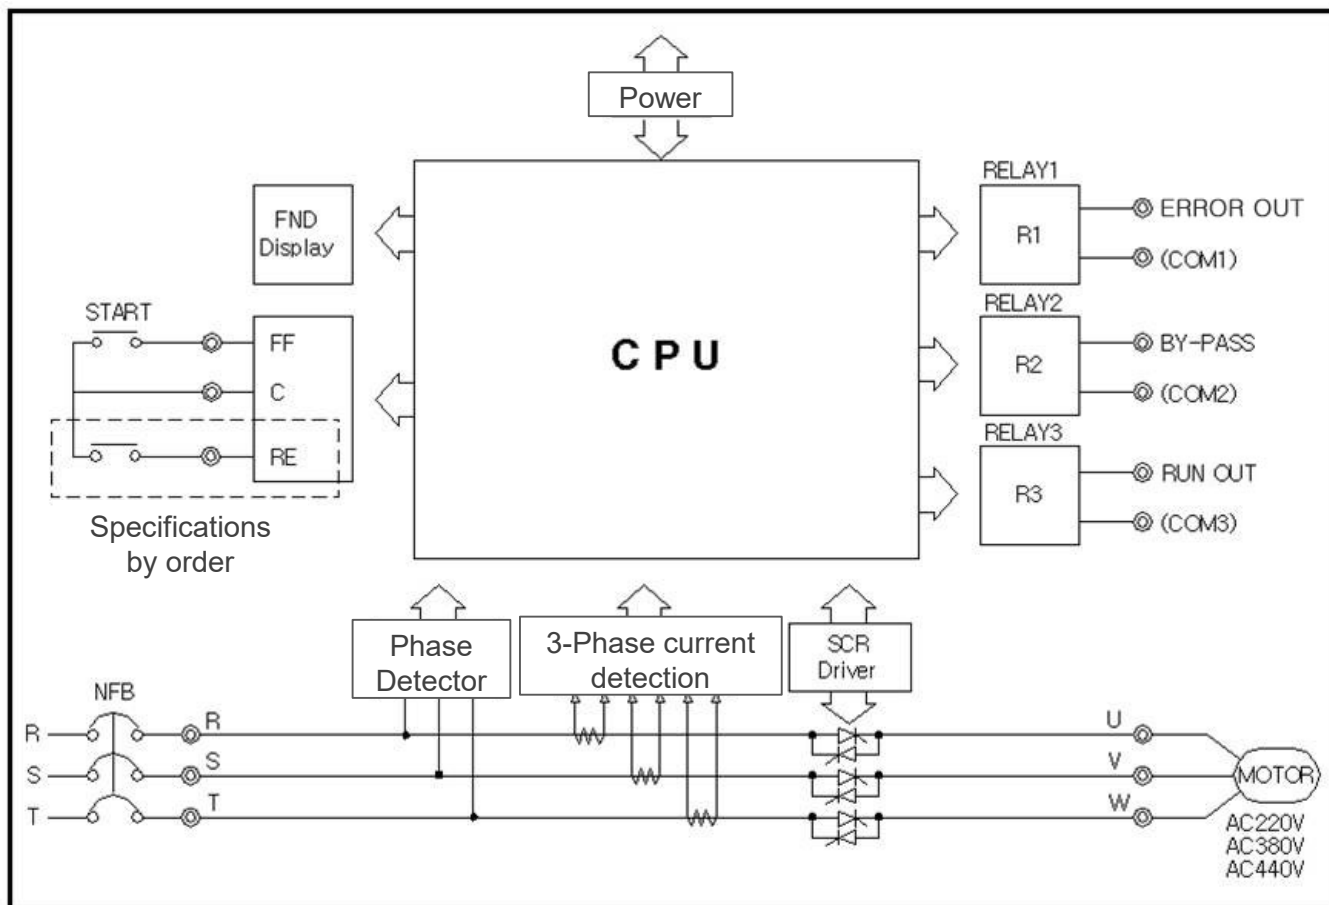 Power
RELAY1
FND
Display
R1
ERROR OUT
(COM1)
START
FF
C
RE
CPU
RELAY2
R2
BY-PASS
(COM2)
RELAY3
R3
RUN OUT
(COM3)
Specifications
by order
Phase
Detector
3-Phase current
detection
SCR
Driver
NFB
R
R
U
S
S
V
MOTOR
T
T
W
AC220V
AC380V
AC440V